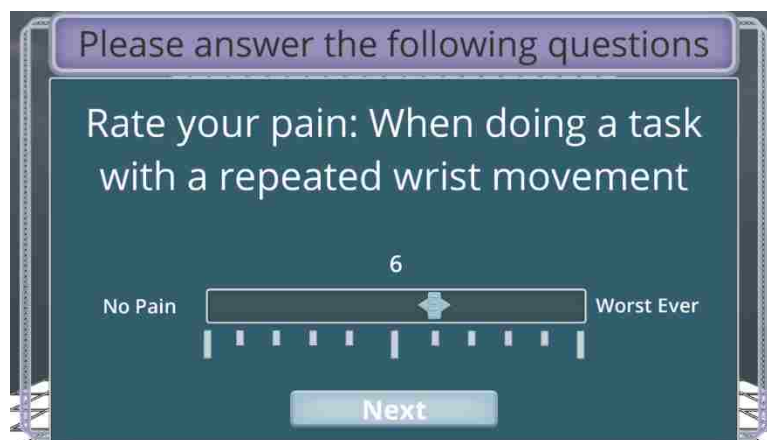 Please answer the following questions
Rate your pain: When doing a task
with a repeated wrist movement
6
No Pain
Worst Ever
Next